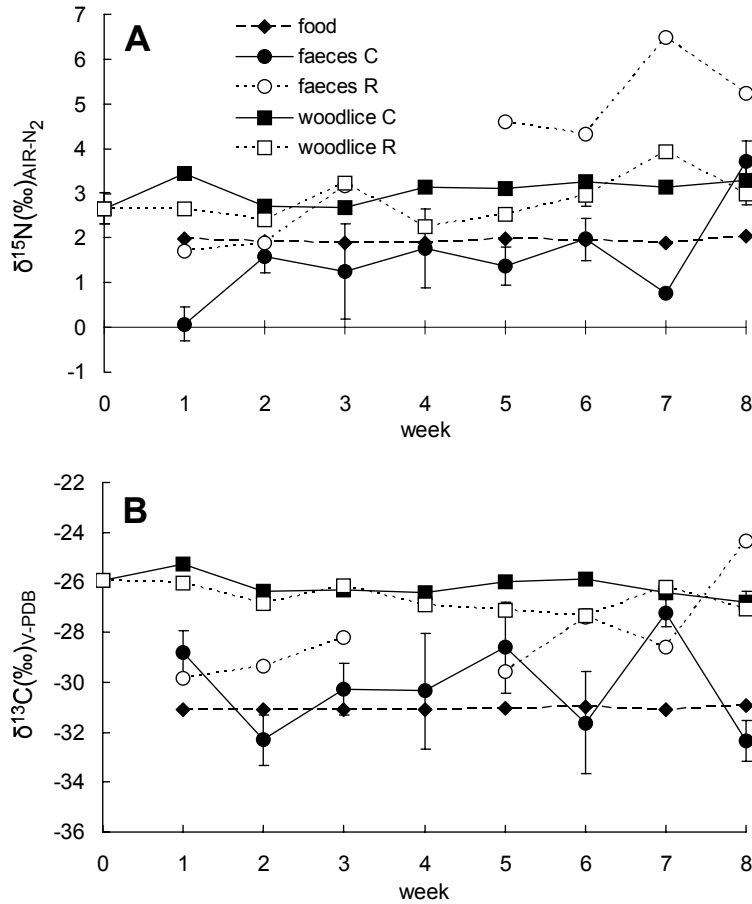 A
food
faeces C
faeces R
woodlice C
woodlice R
δ¹⁵N(‰)AIR-N₂
7
6
5
4
3
2
1
0
-1
0 1 2 3 4 5 6 7 8
week
B
δ¹³C(‰)V-PDB
-22
-24
-26
-28
-30
-32
-34
-36
0 1 2 3 4 5 6 7 8
week